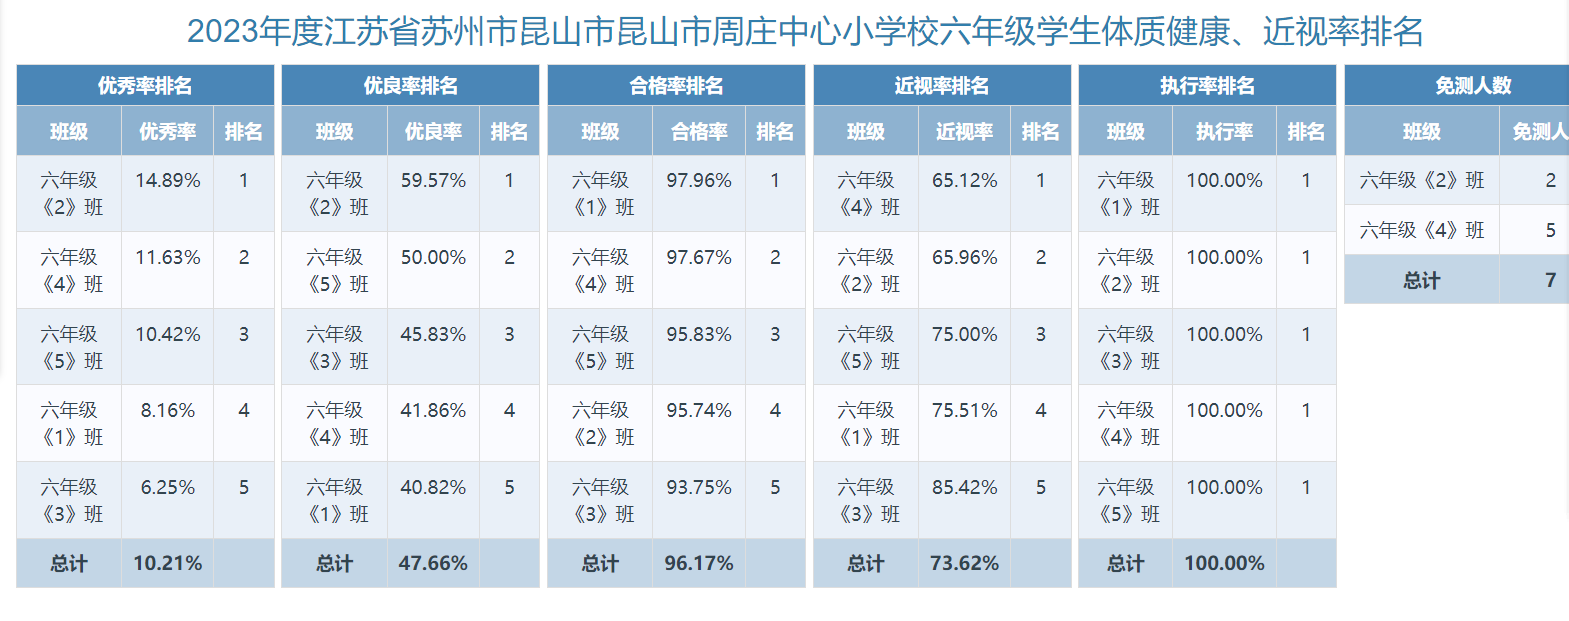 2023年度江苏省苏州市昆山市昆山市周庄中心小学校六年级学生体质健康、近视率排名
优秀率排名
班级 优秀率 排名
六年级
《2》班 14.89% 1
六年级
《4》班 11.63% 2
六年级
《5》班 10.42% 3
六年级
《1》班 8.16% 4
六年级
《3》班 6.25% 5
总计 10.21%
优良率排名
班级 优良率 排名
六年级
《2》班 59.57% 1
六年级
《5》班 50.00% 2
六年级
《3》班 45.83% 3
六年级
《4》班 41.86% 4
六年级
《1》班 40.82% 5
总计 47.66%
合格率排名
班级 合格率 排名
六年级
《1》班 97.96% 1
六年级
《4》班 97.67% 2
六年级
《5》班 95.83% 3
六年级
《2》班 95.74% 4
六年级
《3》班 93.75% 5
总计 96.17%
近视率排名
班级 近视率 排名
六年级
《4》班 65.12% 1
六年级
《2》班 65.96% 2
六年级
《5》班 75.00% 3
六年级
《1》班 75.51% 4
六年级
《3》班 85.42% 5
总计 73.62%
执行率排名
班级 执行率 排名
六年级
《1》班 100.00% 1
六年级
《2》班 100.00% 1
六年级
《3》班 100.00% 1
六年级
《4》班 100.00% 1
六年级
《5》班 100.00% 1
总计 100.00%
免测人数
班级 免测人
六年级《2》班 2
六年级《4》班 5
总计 7